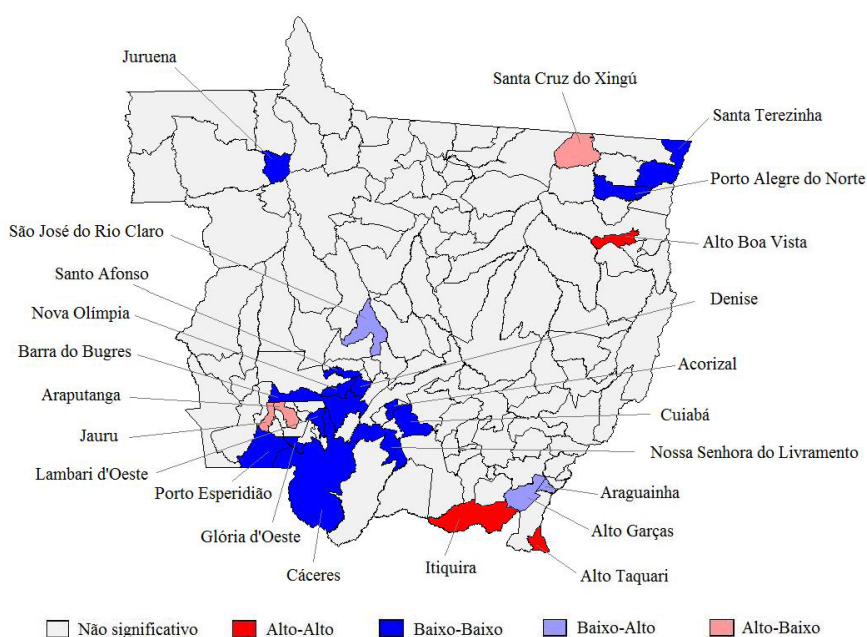 Juruena
Santa Cruz do Xingú
Santa Terezinha
Porto Alegre do Norte
São José do Rio Claro
Alto Boa Vista
Santo Afonso
Nova Olímpia
Denise
Barra do Bugres
Acorizal
Araputanga
Cuiabá
Jauru
Nossa Senhora do Livramento
Lambari d'Oeste
Porto Esperidião
Araguainha
Glória d'Oeste
Alto Garças
Cáceres
Itiquira
Alto Taquari
Não significativo
Alto-Alto
Baixo-Baixo
Baixo-Alto
Alto-Baixo